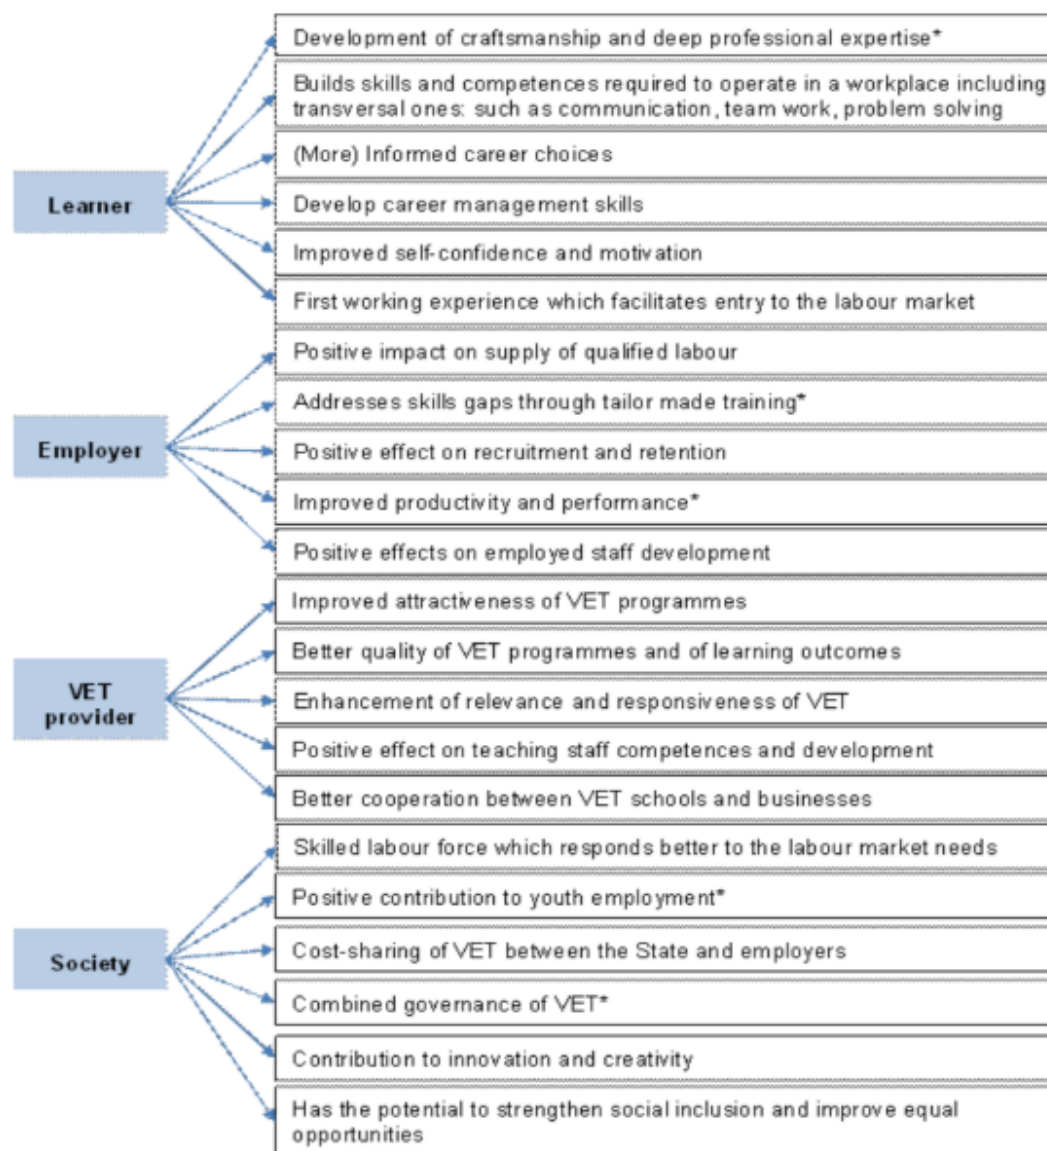 Learner
Development of craftsmanship and deep professional expertise*
Builds skills and competences required to operate in a workplace including
transversal ones: such as communication, team work, problem solving
(More) Informed career choices
Develop career management skills
Improved self-confidence and motivation
First working experience which facilitates entry to the labour market
Employer
Positive impact on supply of qualified labour
Addresses skills gaps through tailor made training*
Positive effect on recruitment and retention
Improved productivity and performance*
Positive effects on employed staff development
VET
provider
Improved attractiveness of VET programmes
Better quality of VET programmes and of learning outcomes
Enhancement of relevance and responsiveness of VET
Positive effect on teaching staff competences and development
Better cooperation between VET schools and businesses
Society
Skilled labour force which responds better to the labour market needs
Positive contribution to youth employment*
Cost-sharing of VET between the State and employers
Combined governance of VET*
Contribution to innovation and creativity
Has the potential to strengthen social inclusion and improve equal
opportunities